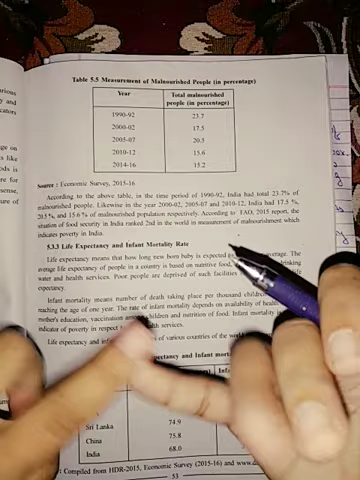 Table 5.5 Measurement of Malnourished People (in percentage)
Year Total malnourished
people (in percentage)
1990-92 23.7
2000-02 17.5
2005-07 20.5
2010-12 15.6
2014-16 15.2
Source : Economic Survey, 2015-16
According to the above table, in the time period of 1990-92, India had total 23.7% of
malnourished people. Likewise in the year 2000-02, 2005-07 and 2010-12, India had 17.5 %,
20.5 %, and 15.6 % of malnourished population respectively. According to TAO, 2015 report, the
situation of food security in India ranked 2nd in the world in measurement of malnourishment which
indicates poverty in India.
5.3.3 Life Expectancy and Infant Mortality Rate
Life expectancy means that how long new born baby is expected average. The
average life expectancy of people in a country is based on nutritive food, drinking
water and health services. Poor people are deprived of such facilities life
expectancy.
Infant mortality means number of death taking place per thousand children
reaching the age of one year. The rate of infant mortality depends on availability of health
mother's education, vaccination among children and nutrition of food. Infant mortality
indicator of poverty in respect health services.
Life expectancy and of various countries of the world
expectancy and Infant
Sri Lanka 74.9
China 75.8
India 68.0
: Compiled from HDR-2015, Economic Survey (2015-16) and
53